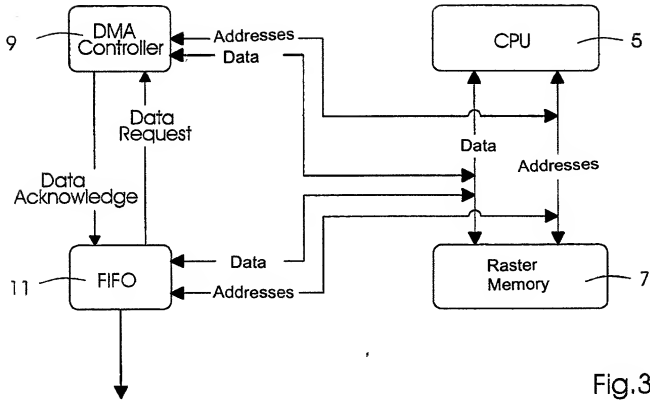 9
DMA
Controller
Addresses
Data
CPU
5
Data
Request
Data
Addresses
Data
Acknowledge
11
FIFO
Data
Addresses
Raster
Memory
7
Fig.3